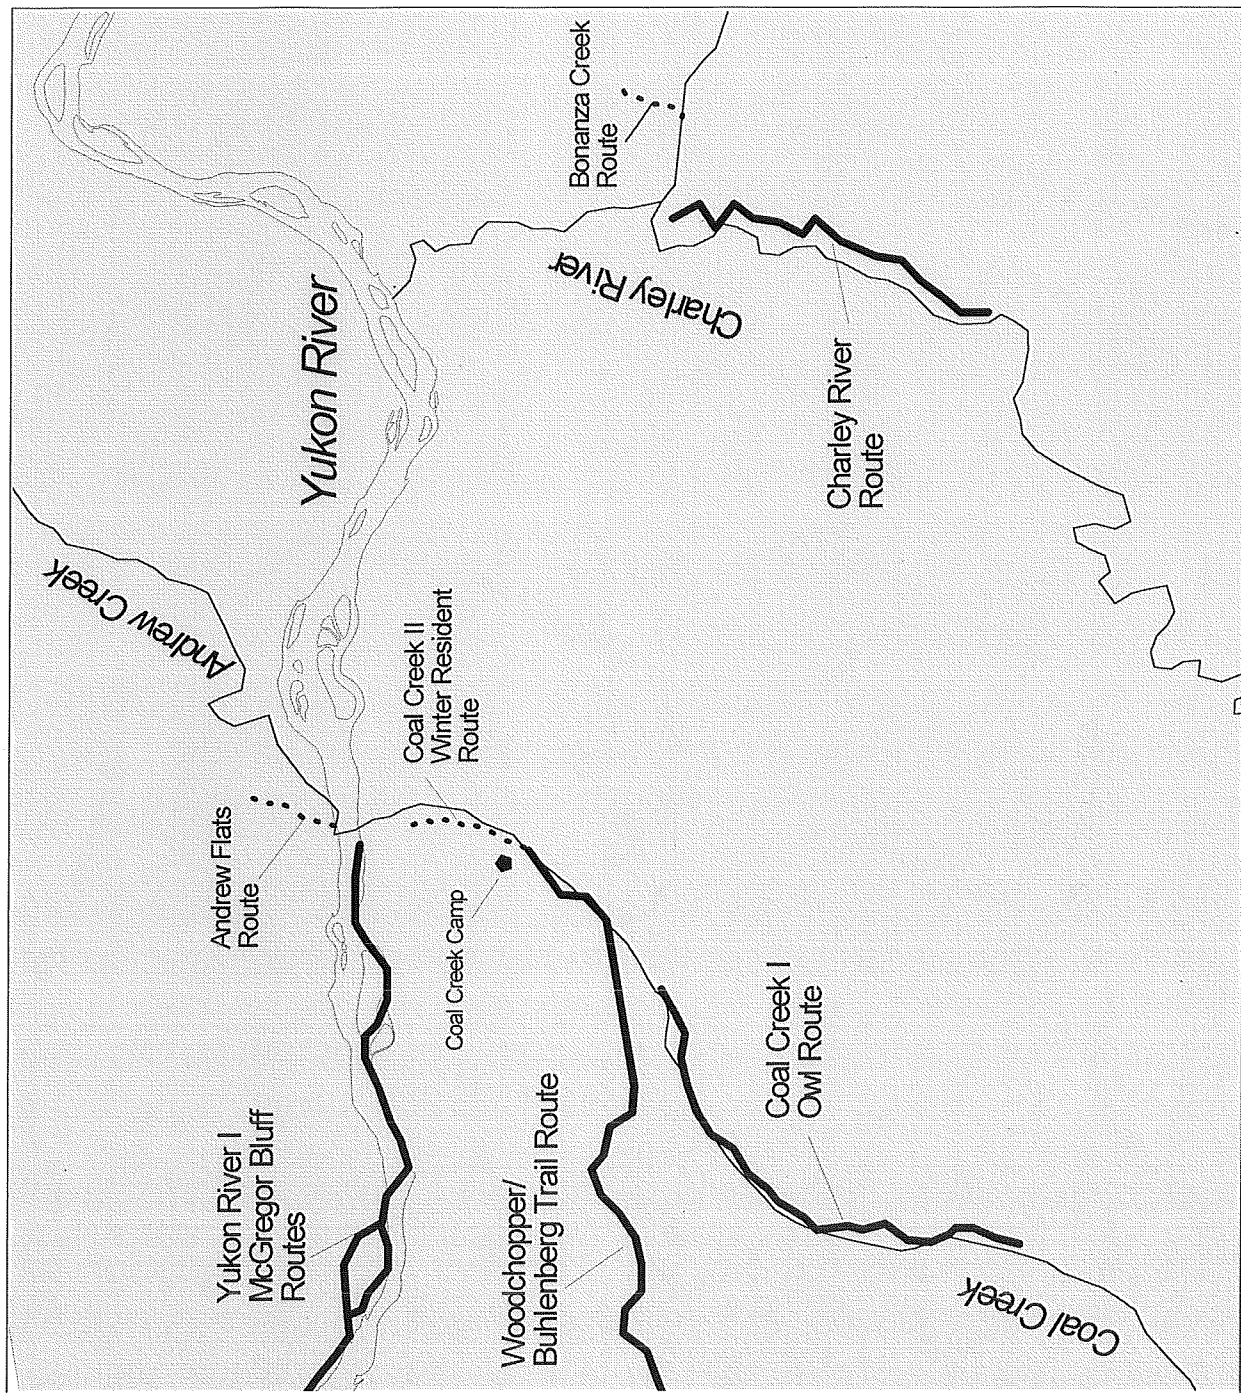 Yukon River I
McGregor Bluff
Routes
Andrew Flats
Route
Andrew Creek
Yukon River
Coal Creek Camp
Coal Creek II
Winter Resident
Route
Woodchopper/
Buhlenberg Trail Route
Charley River
Bonanza Creek
Route
Coal Creek I
Owl Route
Charley River
Route
Coal Creek